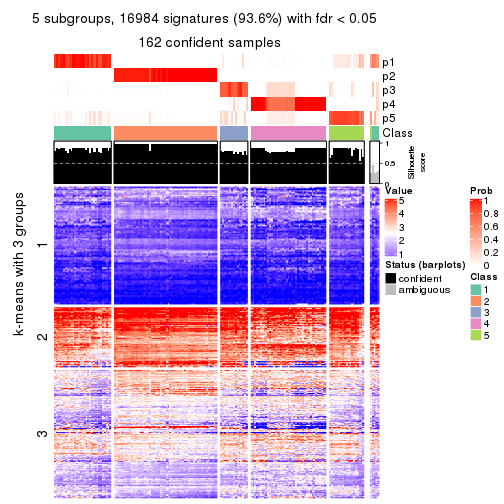 5 subgroups, 16984 signatures (93.6%) with fdr < 0.05
162 confident samples
p1
p2
p3
p4
p5
Class
1
0.5
0
Silhouette
score
k-means with 3 groups
1
2
3
Value
5
4
3
2
1
Status (barplots)
confident
ambiguous
Prob
1
0.8
0.6
0.4
0.2
0
Class
1
2
3
4
5